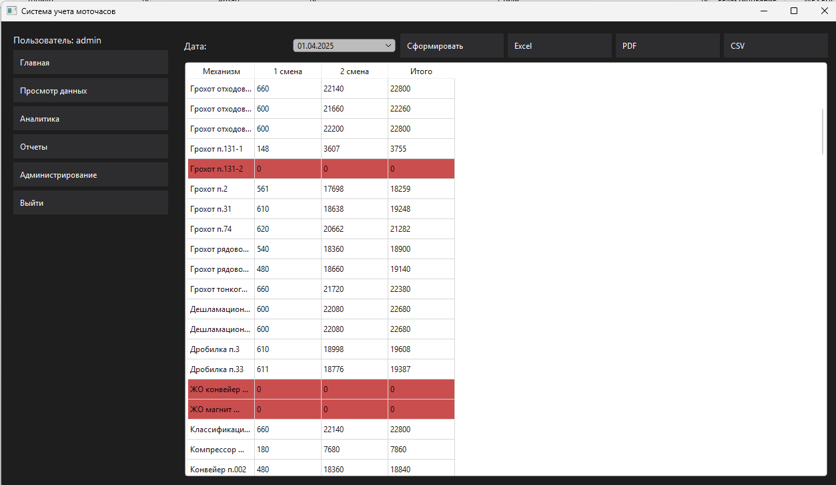 Система учета моточасов
Пользователь: admin
Главная
Просмотр данных
Аналитика
Отчеты
Администрирование
Выйти
Дата:
01.04.2025
Сформировать
Excel
PDF
CSV
Механизм 1 смена 2 смена Итого
Грохот отходов... 660 22140 22800
Грохот отходов... 600 21660 22260
Грохот отходов... 600 22200 22800
Грохот п.131-1 148 3607 3755
Грохот п.131-2 0 0 0
Грохот п.2 561 17698 18259
Грохот п.31 610 18638 19248
Грохот п.74 620 20662 21282
Грохот рядово... 540 18360 18900
Грохот рядово... 480 18660 19140
Грохот тонког... 660 21720 22380
Дешламацион... 600 22080 22680
Дешламацион... 600 22080 22680
Дробилка п.3 610 18998 19608
Дробилка п.33 611 18776 19387
ЖО конвейер ... 0 0 0
ЖО магнит ... 0 0 0
Классификаци... 660 22140 22800
Компрессор ... 180 7680 7860
Конвейер п.002 480 18360 18840